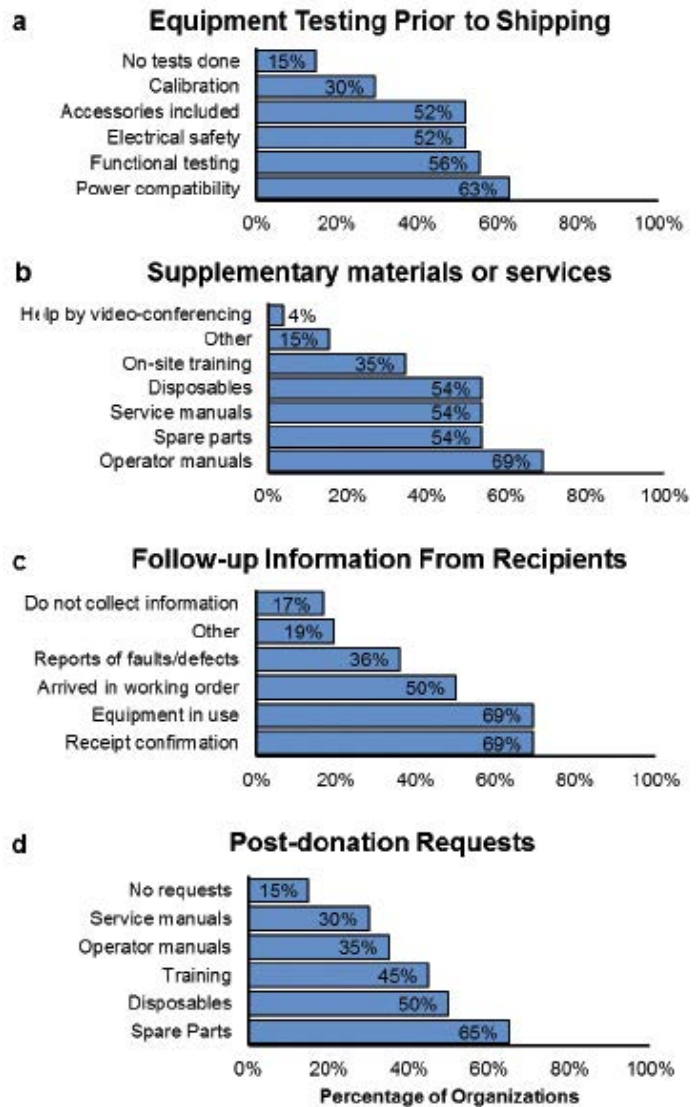 a Equipment Testing Prior to Shipping
No tests done 15%
Calibration 30%
Accessories included 52%
Electrical safety 52%
Functional testing 56%
Power compatibility 63%
0% 20% 40% 60% 80% 100%
b Supplementary materials or services
Help by video-conferencing 4%
Other 15%
On-site training 35%
Disposables 54%
Service manuals 54%
Spare parts 54%
Operator manuals 69%
0% 20% 40% 60% 80% 100%
c Follow-up Information From Recipients
Do not collect information 17%
Other 19%
Reports of faults/defects 36%
Arrived in working order 50%
Equipment in use 69%
Receipt confirmation 69%
0% 20% 40% 60% 80% 100%
d Post-donation Requests
No requests 15%
Service manuals 30%
Operator manuals 35%
Training 45%
Disposables 50%
Spare Parts 65%
0% 20% 40% 60% 80% 100%
Percentage of Organizations